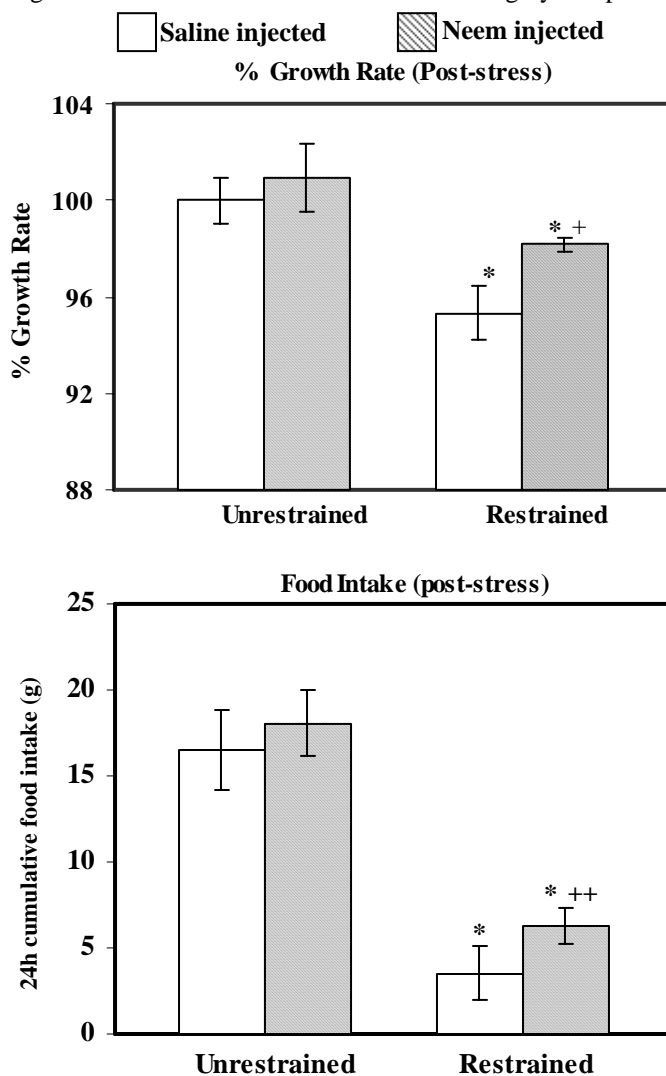 Saline injected Neem injected
% Growth Rate (Post-stress)
104
100
96
92
88
% Growth Rate
* * +
Unrestrained Restrained
Food Intake (post-stress)
25
20
15
10
5
0
24h cumulative food intake (g)
* * ++
Unrestrained Restrained